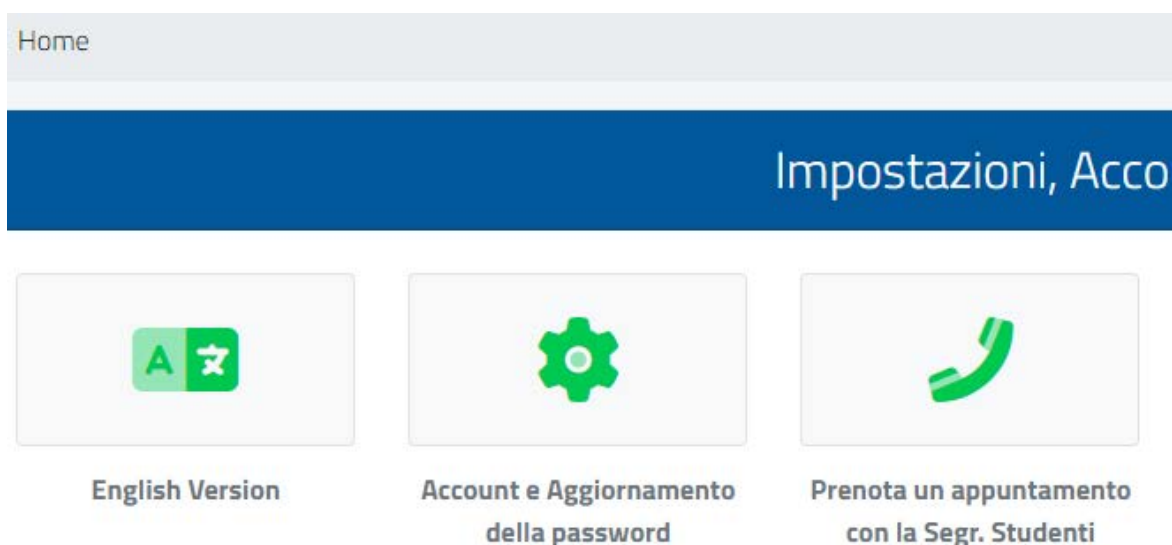 Home
Impostazioni, Acco
A
English Version
Account e Aggiornamento
della password
Prenota un appuntamento
con la Segr. Studenti